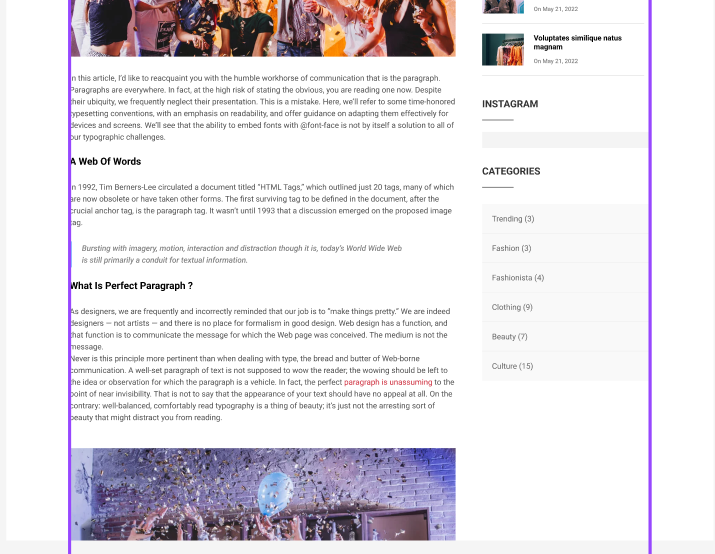 On May 21, 2022
Voluptates similique natus
magnam
On May 21, 2022
INSTAGRAM
CATEGORIES
Trending (3)
Fashion (3)
Fashionista (4)
Clothing (9)
Beauty (7)
Culture (15)
In this article, I'd like to reacquaint you with the humble workhorse of communication that is the paragraph.
Paragraphs are everywhere. In fact, at the high risk of stating the obvious, you are reading one now. Despite
their ubiquity, we frequently neglect their presentation. This is a mistake. Here, we'll refer to some time-honored
typesetting conventions, with an emphasis on readability, and offer guidance on adapting them effectively for
devices and screens. We'll see that the ability to embed fonts with @font-face is not by itself a solution to all of
our typographic challenges.
A Web Of Words
In 1992, Tim Berners-Lee circulated a document titled “HTML Tags,” which outlined just 20 tags, many of which
are now obsolete or have taken other forms. The first surviving tag to be defined in the document, after the
crucial anchor tag, is the paragraph tag. It wasn't until 1993 that a discussion emerged on the proposed image
tag.
Bursting with imagery, motion, interaction and distraction though it is, today's World Wide Web
is still primarily a conduit for textual information.
What Is Perfect Paragraph ?
As designers, we are frequently and incorrectly reminded that our job is to “make things pretty.” We are indeed
designers — not artists — and there is no place for formalism in good design. Web design has a function, and
that function is to communicate the message for which the Web page was conceived. The medium is not the
message.
Never is this principle more pertinent than when dealing with type, the bread and butter of Web-borne
communication. A well-set paragraph of text is not supposed to wow the reader; the wowing should be left to
the idea or observation for which the paragraph is a vehicle. In fact, the perfect paragraph is unassuming to the
point of near invisibility. That is not to say that the appearance of your text should have no appeal at all. On the
contrary: well-balanced, comfortably read typography is a thing of beauty; it's just not the arresting sort of
beauty that might distract you from reading.